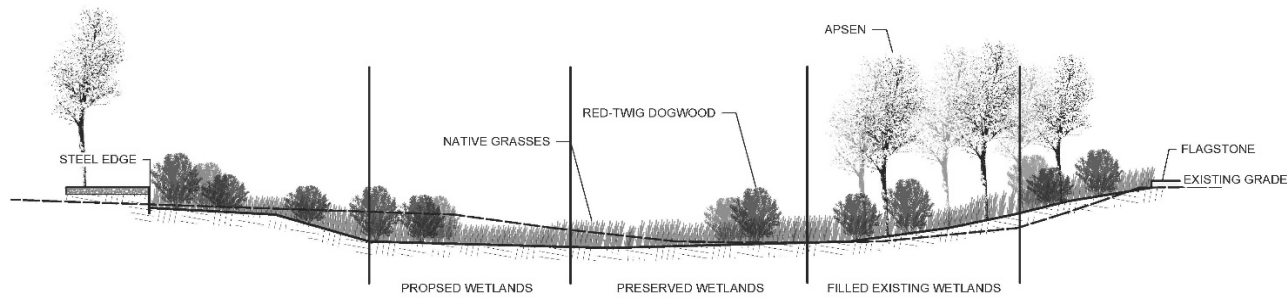 APSEN
RED-TWIG DOGWOOD
NATIVE GRASSES
STEEL EDGE
FLAGSTONE
EXISTING GRADE
PROPSED WETLANDS
PRESERVED WETLANDS
FILLED EXISTING WETLANDS